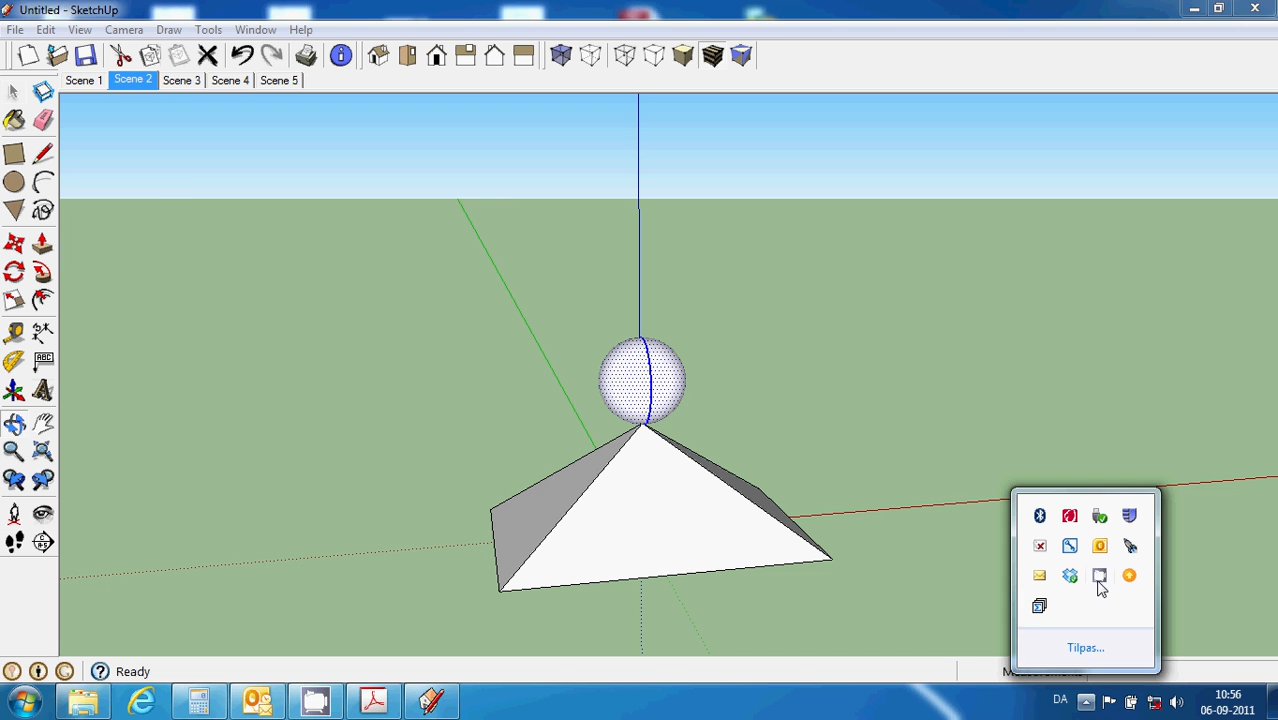 Untitled - SketchUp
File Edit View Camera Draw Tools Window Help
Scene 1 Scene 2 Scene 3 Scene 4 Scene 5
ABC
A
Tilpas...
Ready
DA
10:56
06-09-2011